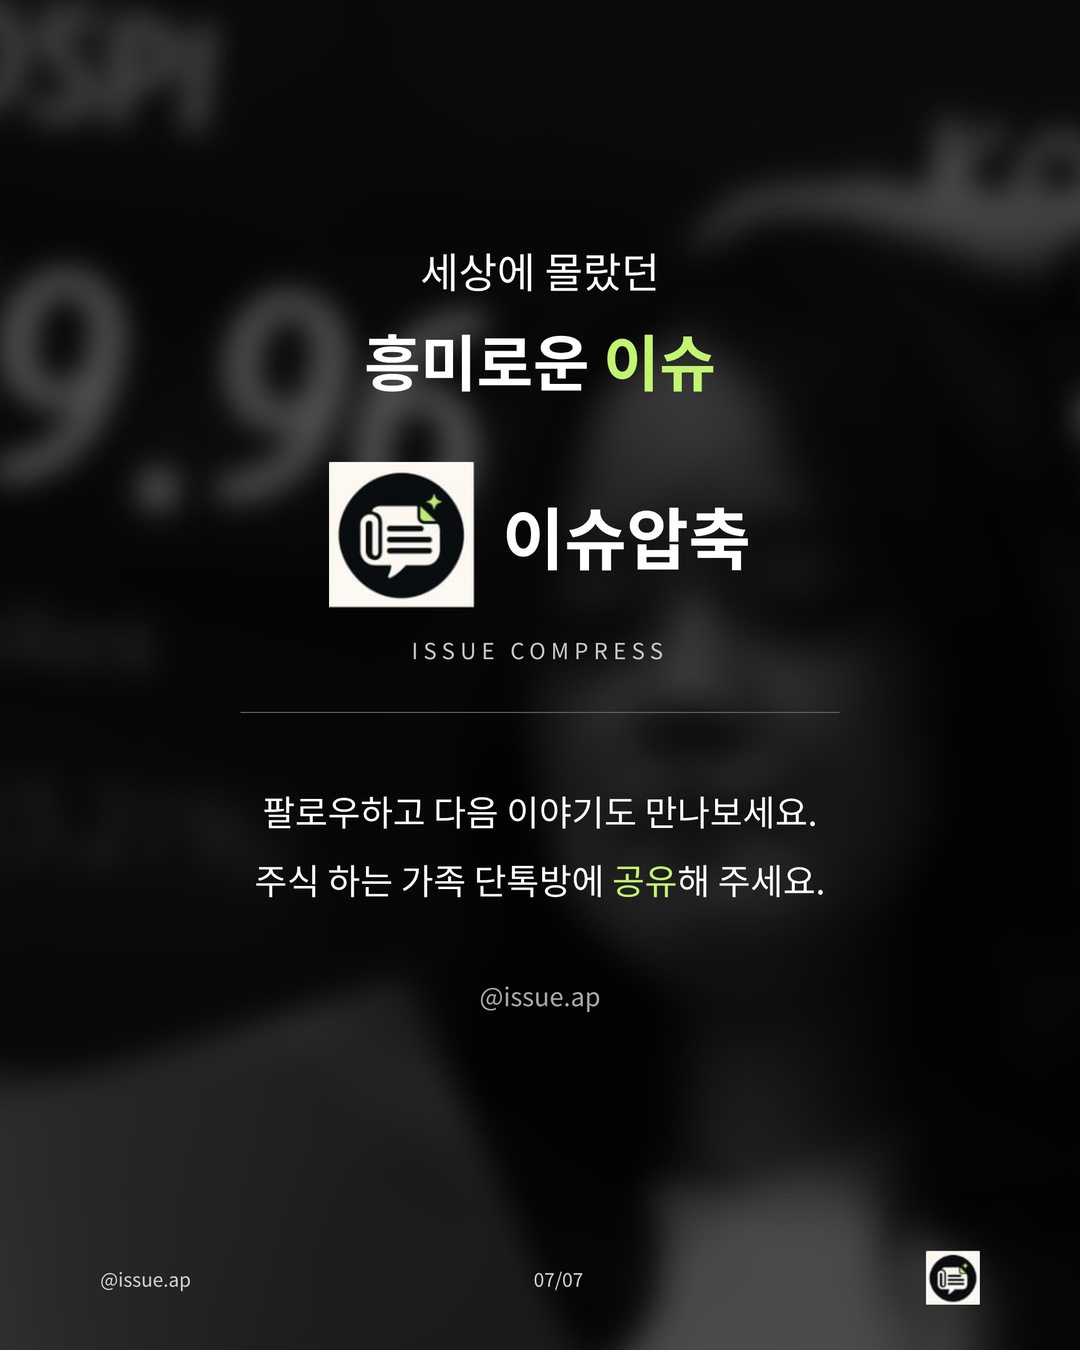 세상에 몰랐던
흥미로운 이슈
이슈압축
ISSUE COMPRESS
팔로우하고 다음 이야기도 만나보세요.
주식 하는 가족 단톡방에 공유해 주세요.
@issue.ap
@issue.ap
07/07